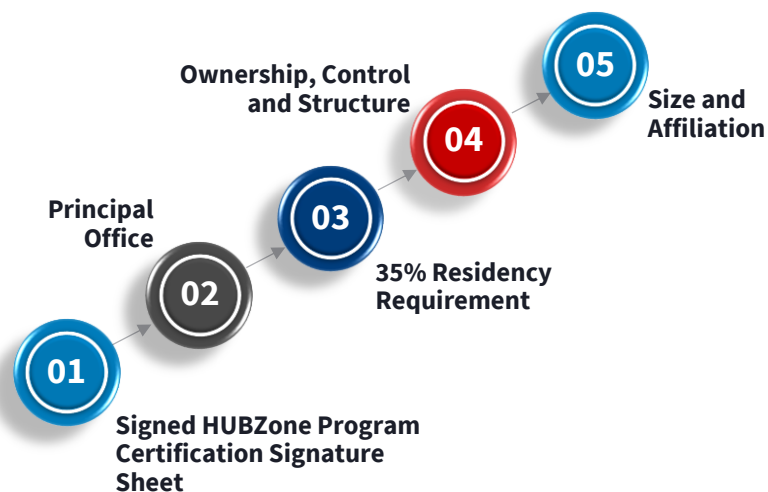 01
Signed HUBZone Program
Certification Signature
Sheet
02
Principal
Office
03
35% Residency
Requirement
04
Ownership, Control
and Structure
05
Size and
Affiliation